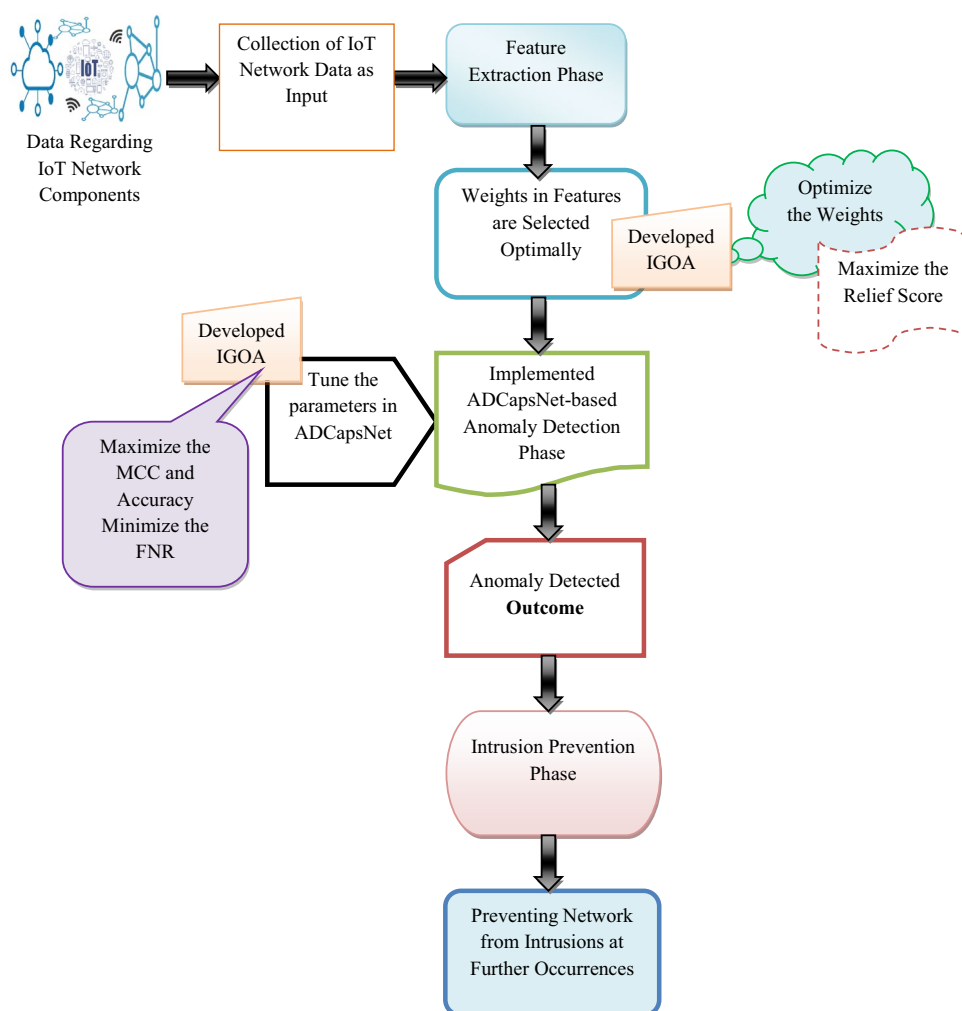 IoT
Data Regarding
IoT Network
Components
Collection of IoT
Network Data as
Input
Feature
Extraction Phase
Weights in Features
are Selected
Optimally
Developed
IGOA
Optimize
the Weights
Maximize the
Relief Score
Developed
IGOA
Tune the
parameters in
ADCapsNet
Maximize the
MCC and
Accuracy
Minimize the
FNR
Implemented
ADCapsNet-based
Anomaly Detection
Phase
Anomaly Detected
Outcome
Intrusion Prevention
Phase
Preventing Network
from Intrusions at
Further Occurrences